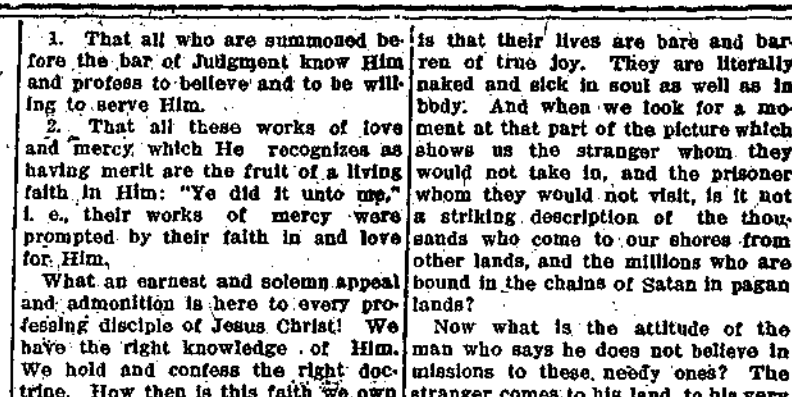 1. That all who are summoned be-
fore the bar of Judgment know Him
and profess to believe and to be will-
ing to serve Him.
2. That all these works of love
and mercy which He recognizes as
having merit are the fruit of a living
faith in Him: "Ye did it unto me,"
i. e., their works of mercy were
prompted by their faith in and love
for Him.
What an earnest and solemn appeal
and admonition is here to every pro-
fessing disciple of Jesus Christ! We
have the right knowledge of Him.
We hold and confess the right doc-
trine. How then is this faith we own
is that their lives are bare and bar-
ren of true joy. They are literally
naked and sick in soul as well as in
body. And when we look for a mo-
ment at that part of the picture which
shows us the stranger whom they
would not take in, and the prisoner
whom they would not visit, is it not
a striking description of the thou-
sands who come to our shores from
other lands, and the millions who are
bound in the chains of Satan in pagan
lands?
Now what is the attitude of the
man who says he does not believe in
missions to these needy ones? The
stranger comes to his land, to his very